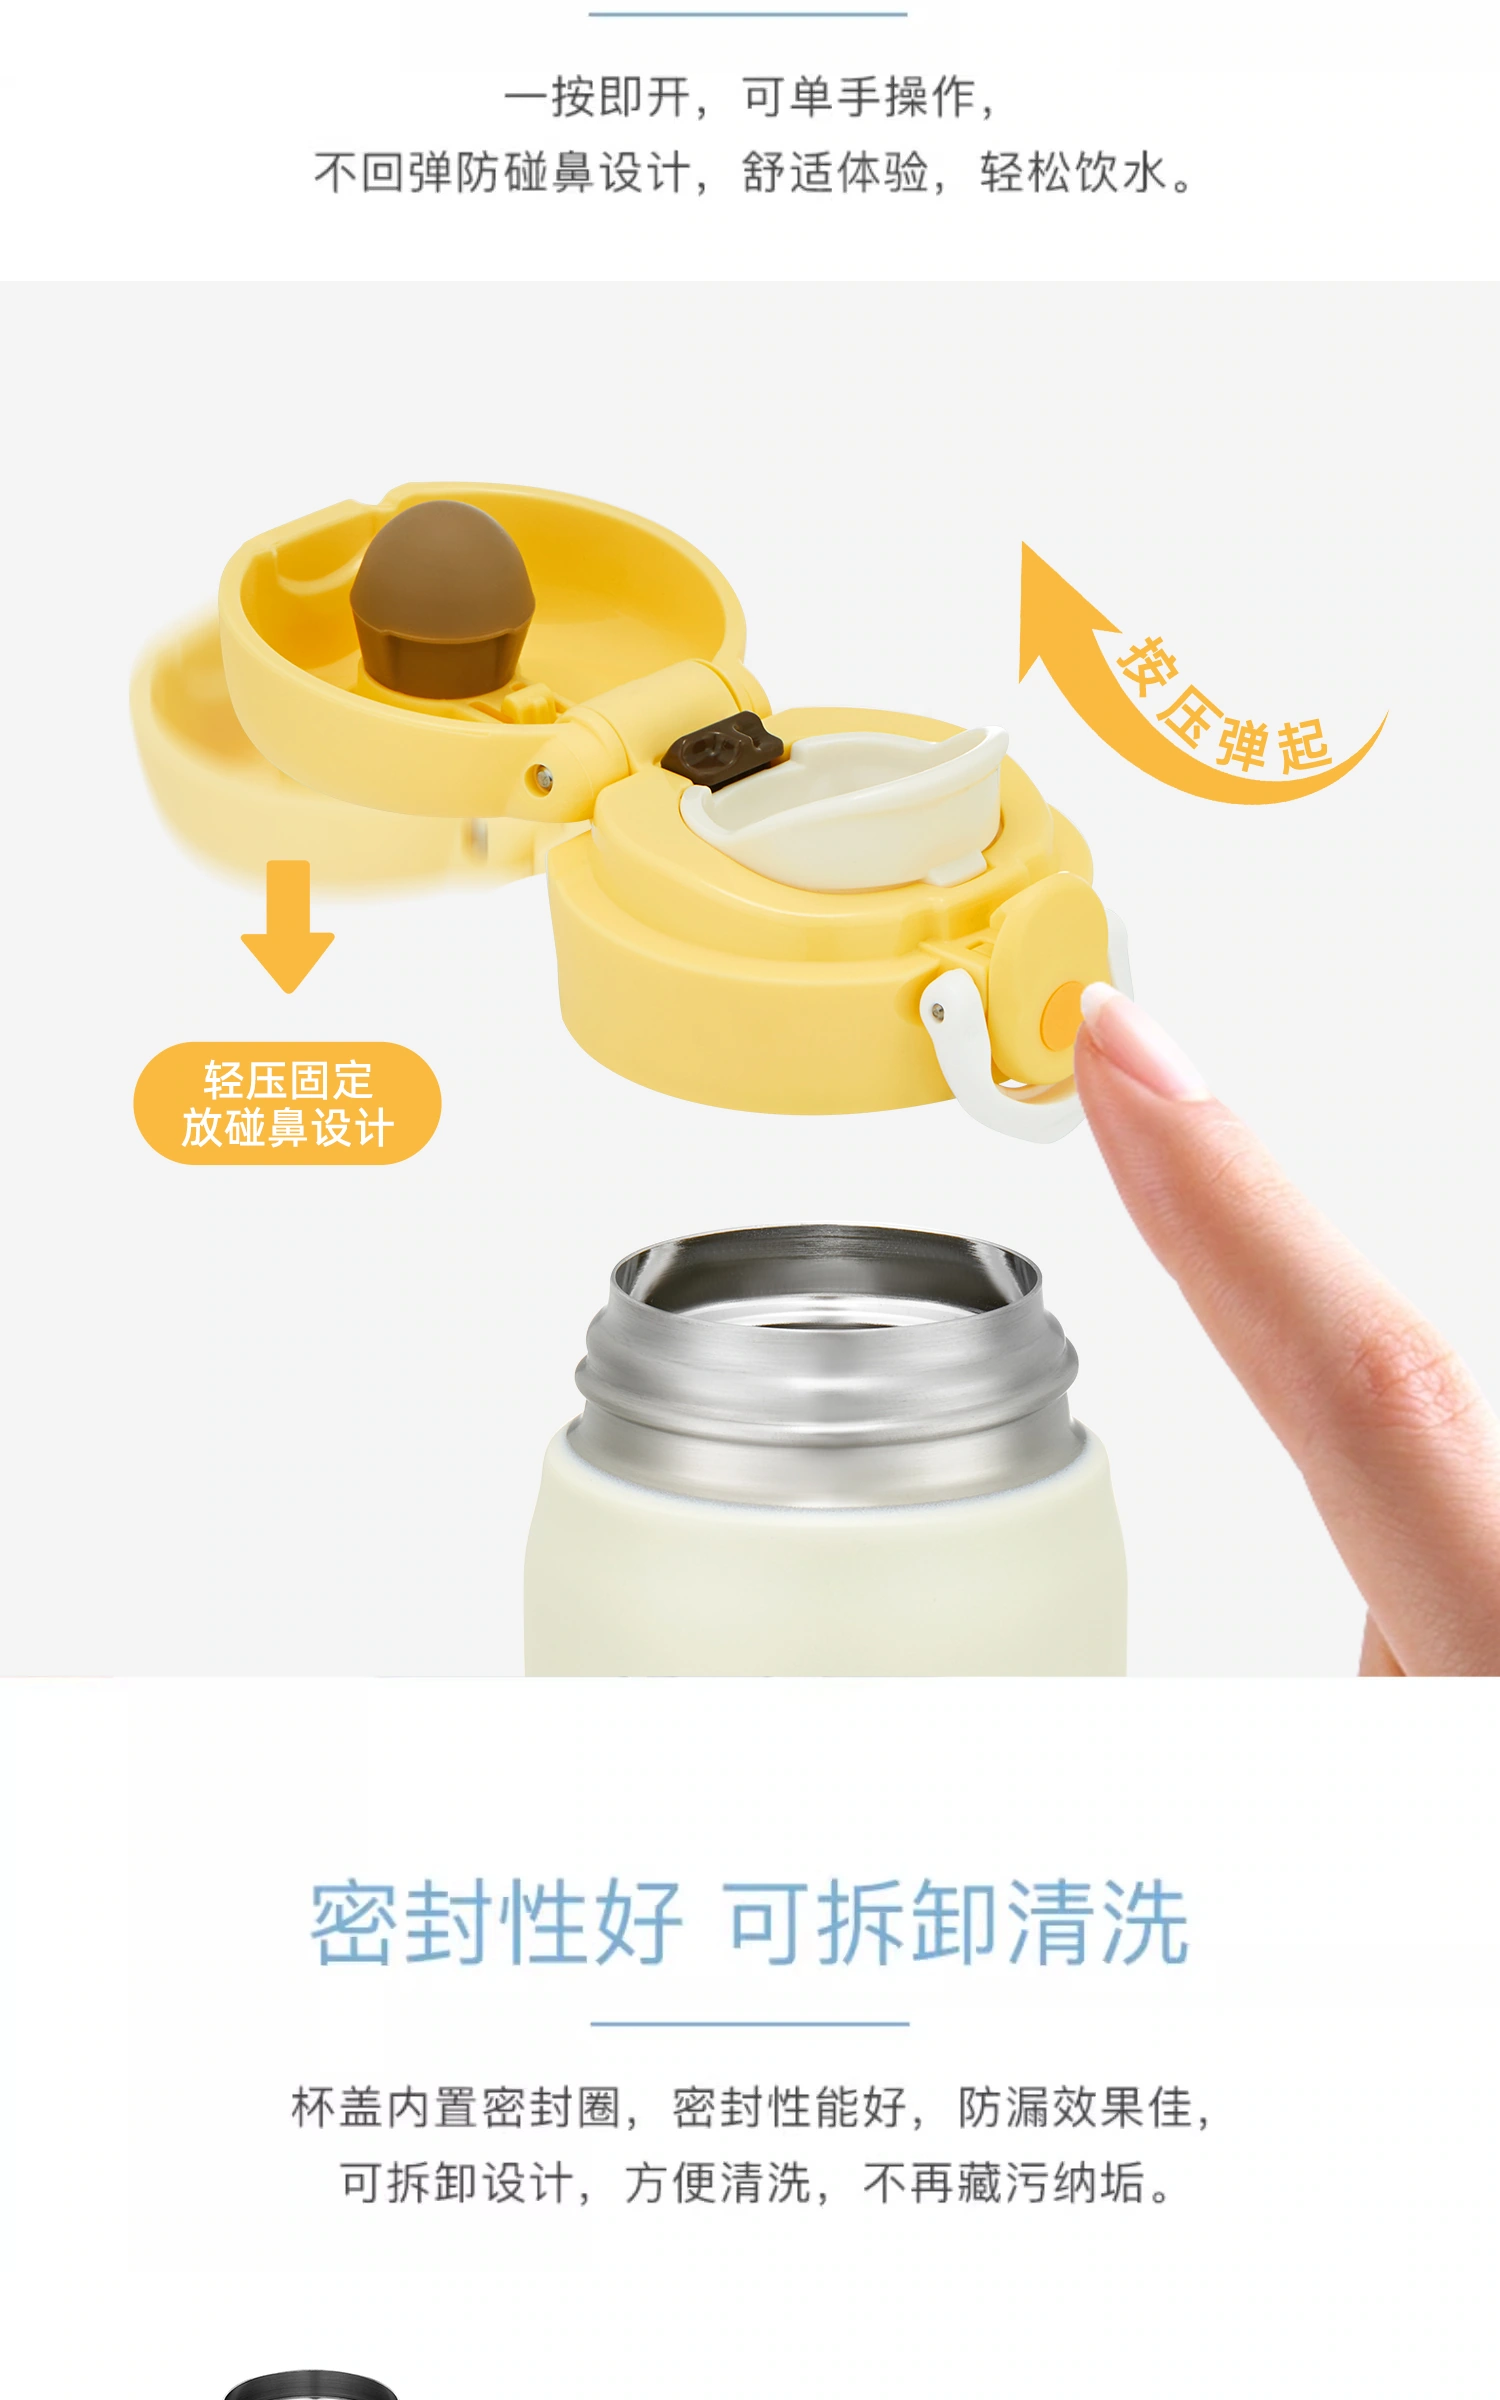 一按即开，可单手操作，
不回弹防碰鼻设计，舒适体验，轻松饮水。
按压弹起
轻压固定
放碰鼻设计
密封性好 可拆卸清洗
杯盖内置密封圈，密封性能好，防漏效果佳，
可拆卸设计，方便清洗，不再藏污纳垢。